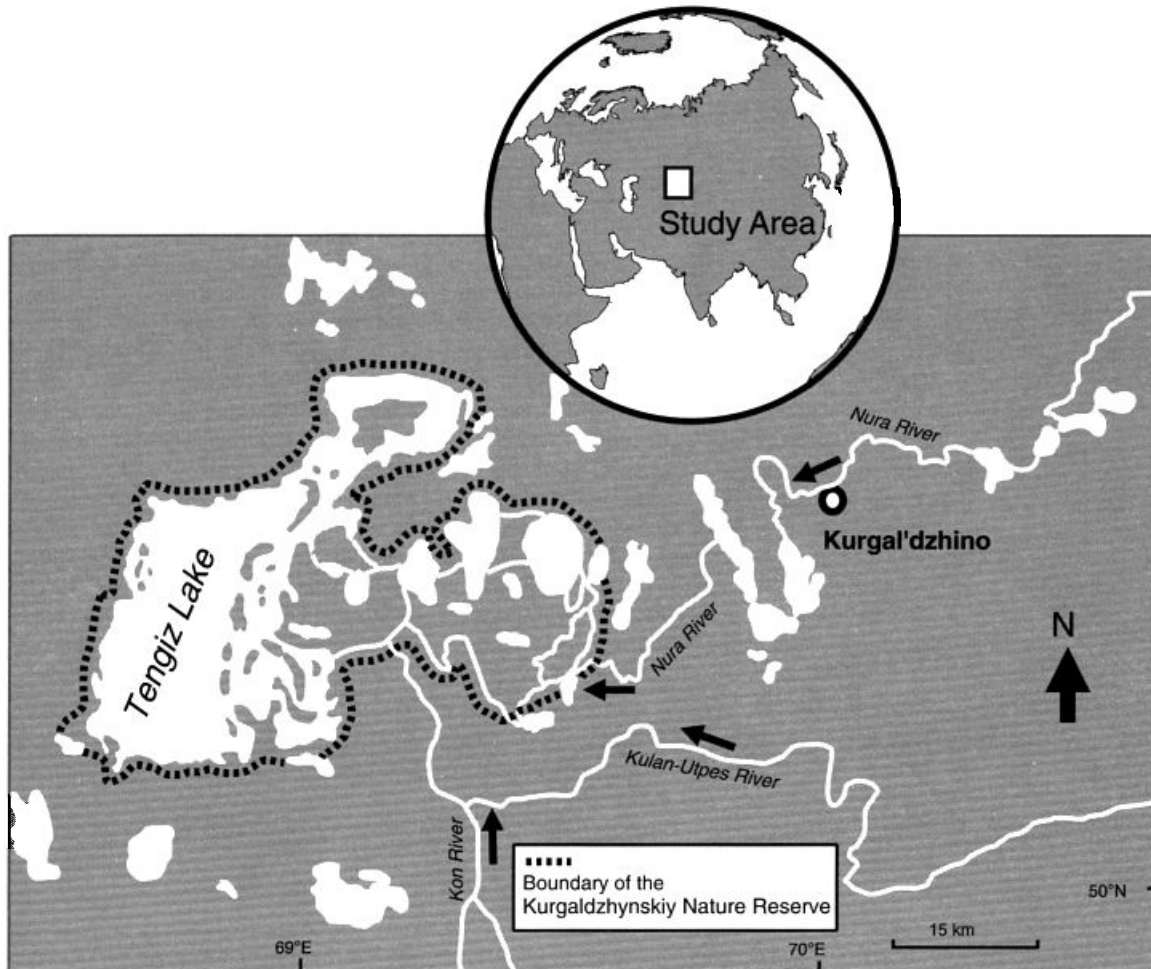 Study Area
Nura River
Kurgal'dzhino
Tengiz Lake
Nura River
N
Kulan-Utpes River
Kon River
Boundary of the
Kurgaldzhynskiy Nature Reserve
50°N
15 km
69°E
70°E